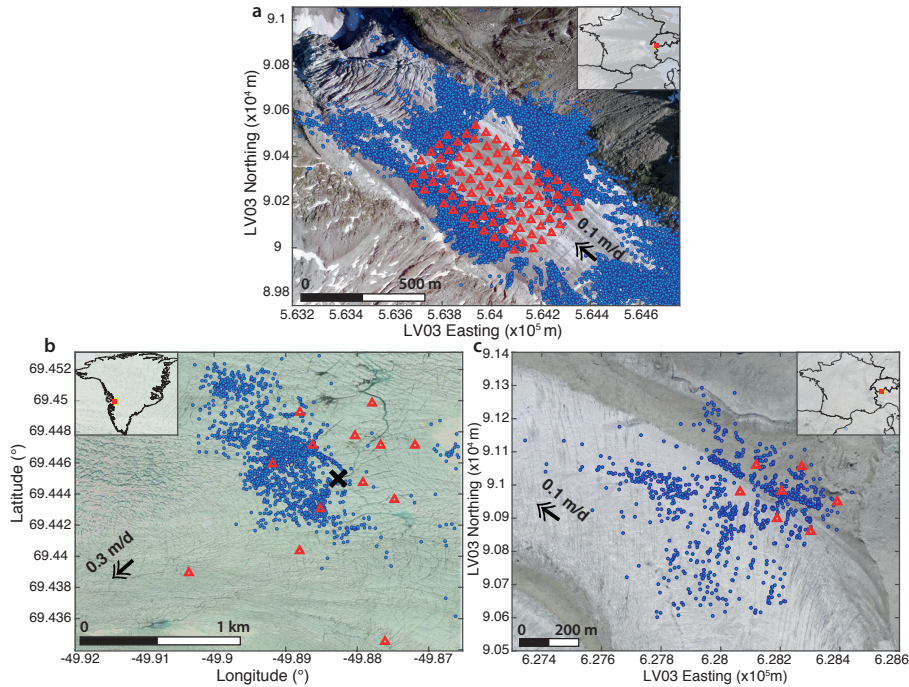 a
9.1
9.08
9.06
9.04
9.02
9
8.98
LV03 Northing (x10⁴ m)
0.1 m/d
0
500 m
5.632 5.634 5.636 5.638 5.64 5.642 5.644 5.646
LV03 Easting (x10⁵ m)
b
69.452
69.45
69.448
69.446
69.444
69.442
69.44
69.438
69.436
Latitude (°)
0.3 m/d
0
1 km
-49.92 -49.91 -49.9 -49.89 -49.88 -49.87
Longitude (°)
c
9.14
9.13
9.12
9.11
9.1
9.09
9.08
9.07
9.06
9.05
LV03 Northing (x10⁴ m)
0.1 m/d
0
200 m
6.274 6.276 6.278 6.28 6.282 6.284 6.286
LV03 Easting (x10⁵m)